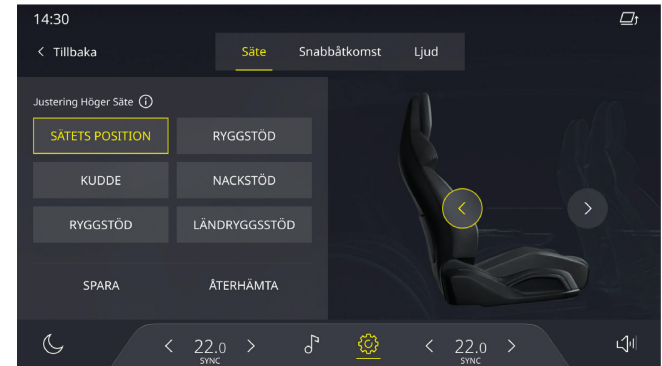 14:30
Tillbaka
Säte Snabbåtkomst Ljud
Justering Höger Säte
SÄTETS POSITION RYGGSTÖD
KUDDE NACKSTÖD
RYGGSTÖD LÄNDRYGGSSTÖD
SPARA ÅTERHÄMTA
22.0 22.0
SYNC SYNC